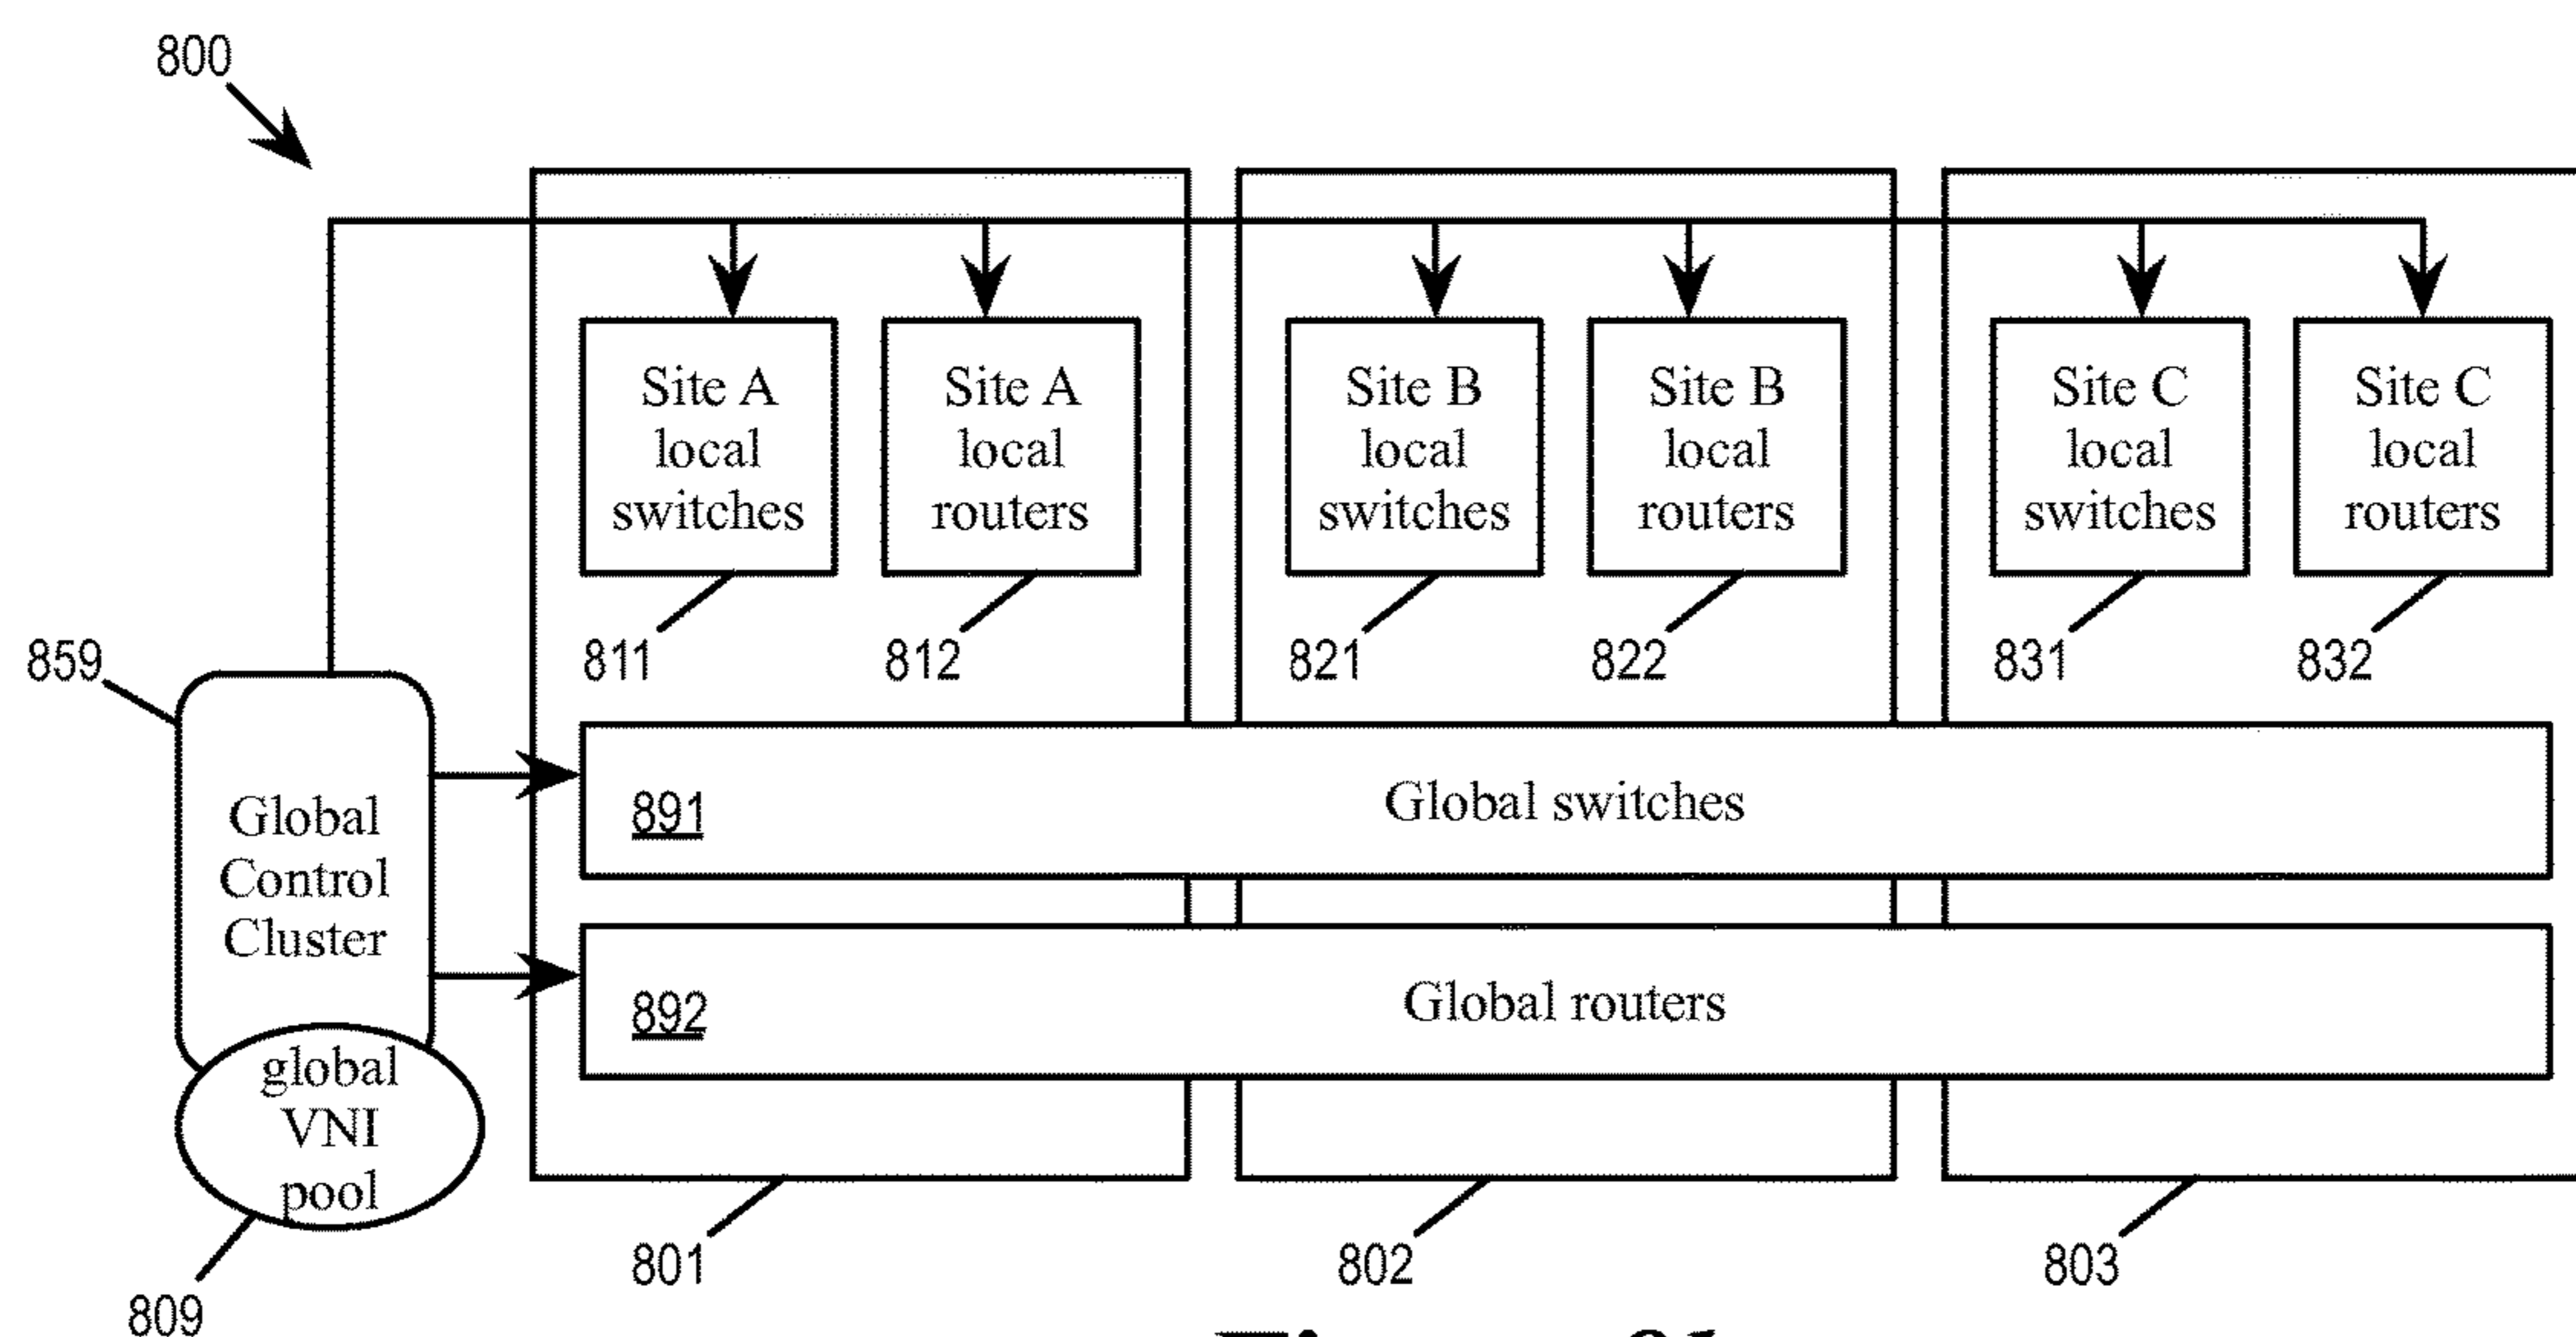 800
Site A
local
switches
Site A
local
routers
Site B
local
switches
Site B
local
routers
Site C
local
switches
Site C
local
routers
811
812
821
822
831
832
859
Global
Control
Cluster
891
Global switches
892
Global routers
global
VNI
pool
801
802
803
809